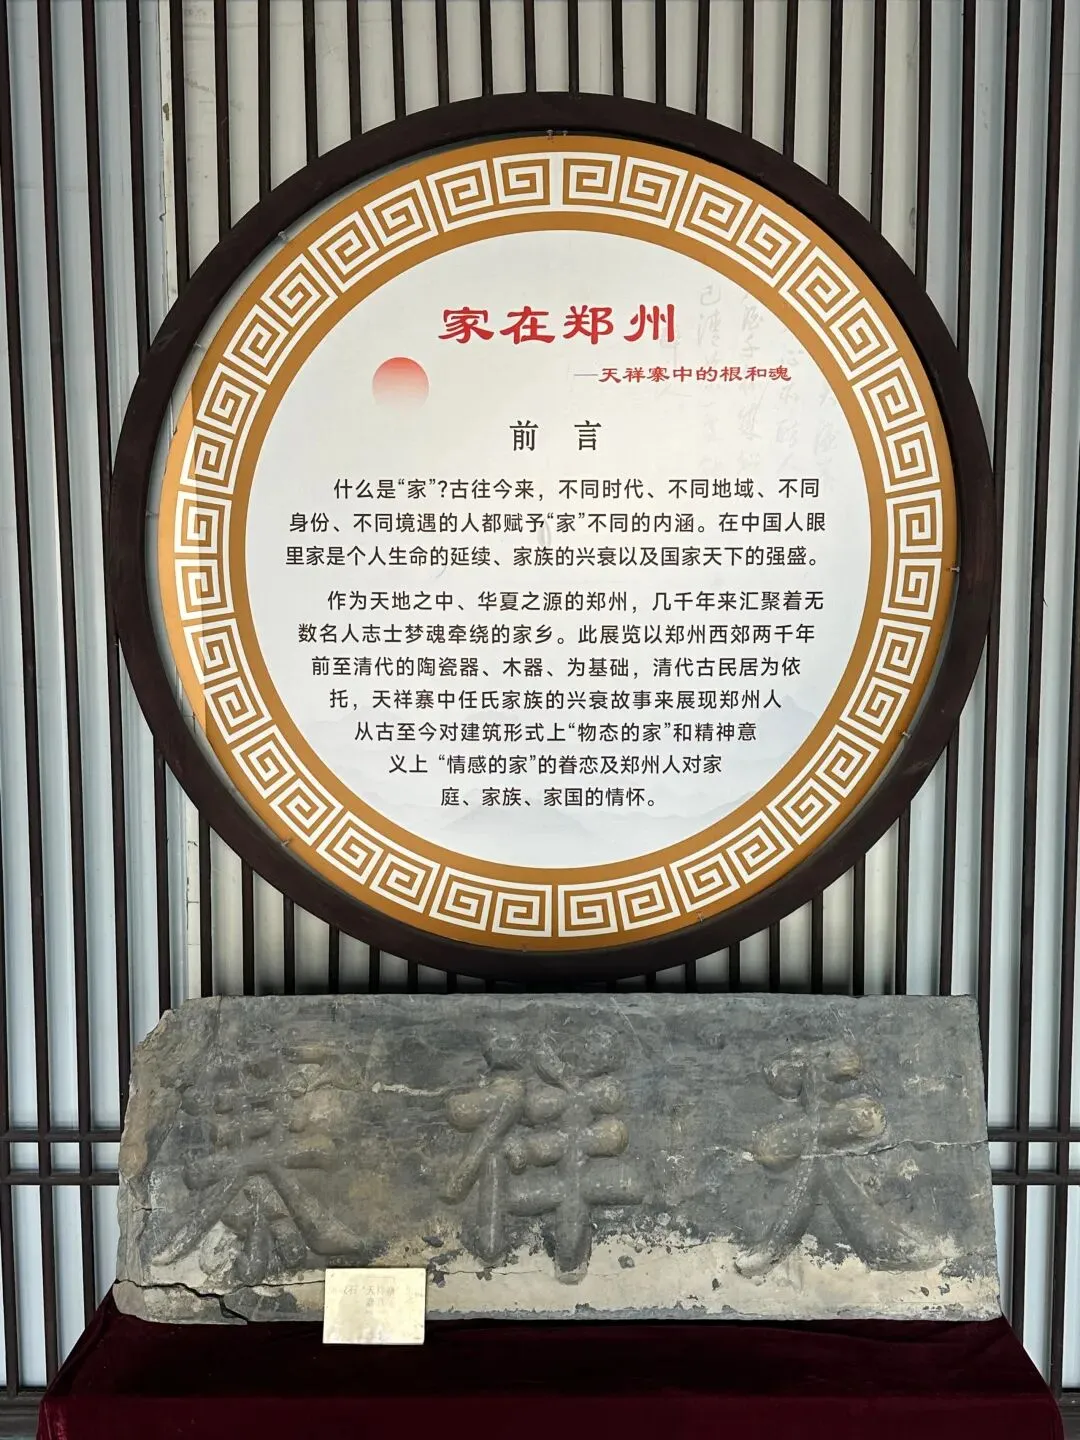 家在郑州
—天祥寨中的根和魂
前 言
什么是“家”?古往今来，不同时代、不同地域、不同
身份、不同境遇的人都赋予“家”不同的内涵。在中国人眼
里家是个人生命的延续、家族的兴衰以及国家天下的强盛。
作为天地之中、华夏之源的郑州，几千年来汇聚着无
数名人志士梦魂牵绕的家乡。此展览以郑州西郊两千年
前至清代的陶瓷器、木器、为基础，清代古民居为依
托，天祥寨中任氏家族的兴衰故事来展现郑州人
从古至今对建筑形式上“物态的家”和精神意
义上 “情感的家”的眷恋及郑州人对家
庭、家族、家国的情怀。
天祥寨